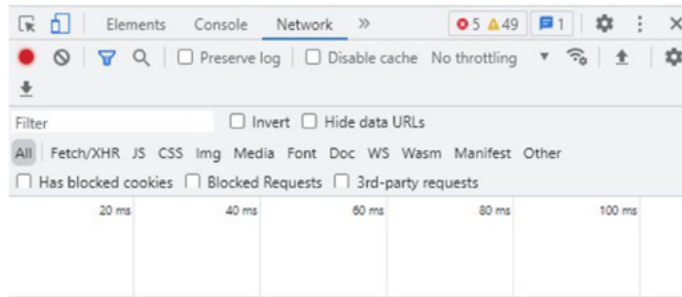 Elements Console Network » 5 49 1
Preserve log Disable cache No throttling
Filter Invert Hide data URLs
All Fetch/XHR JS CSS Img Media Font Doc WS Wasm Manifest Other
Has blocked cookies Blocked Requests 3rd-party requests
20 ms 40 ms 60 ms 80 ms 100 ms